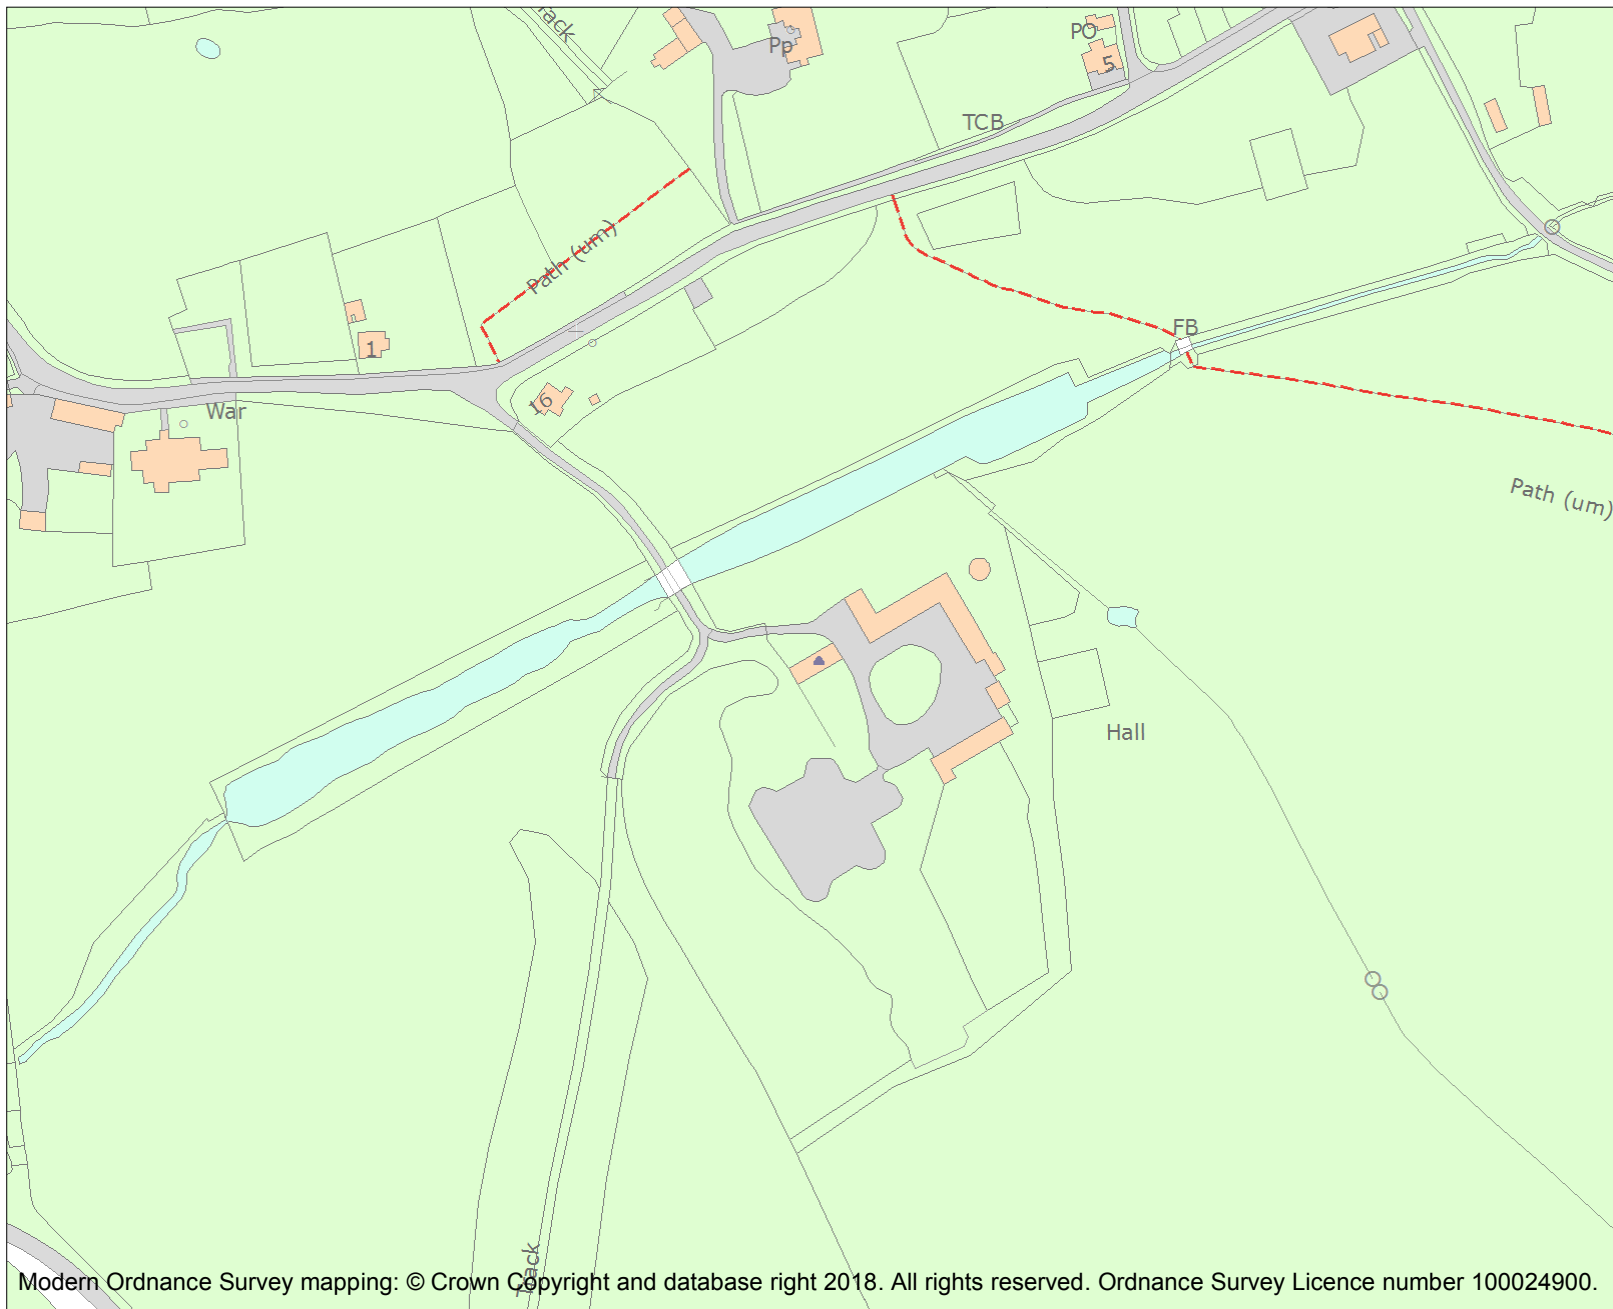 Track
Pp
PO
5
TCB
Path (um)
FB
1
War
16
Path (um)
Hall
Track
Modern Ordnance Survey mapping: © Crown Copyright and database right 2018. All rights reserved. Ordnance Survey Licence number 100024900.